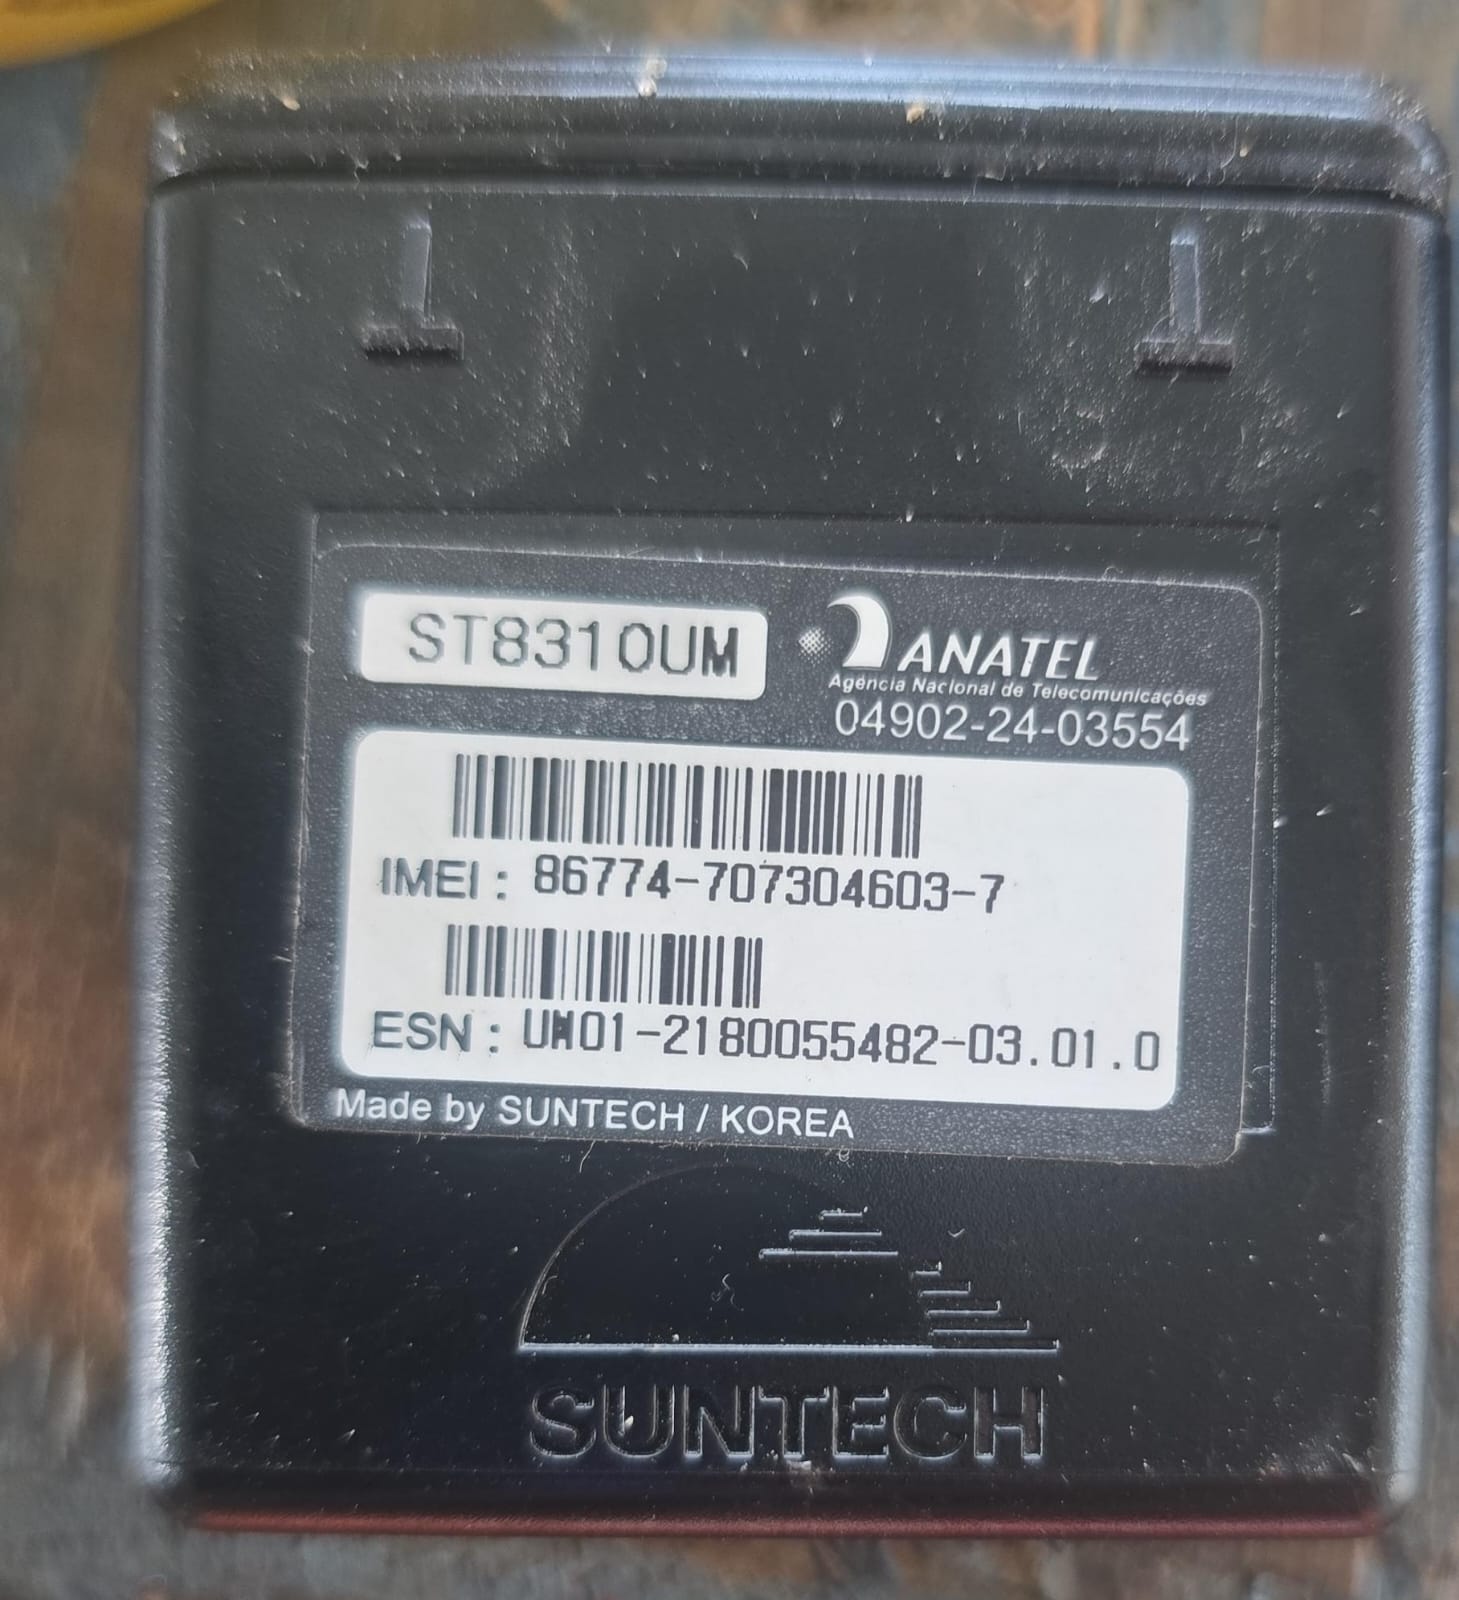 ST8310UM
ANATEL
Agência Nacional de Telecomunicações
04902-24-03554
IMEI: 86774-707304603-7
ESN: UM01-2180055482-03.01.0
Made by SUNTECH / KOREA
SUNTECH